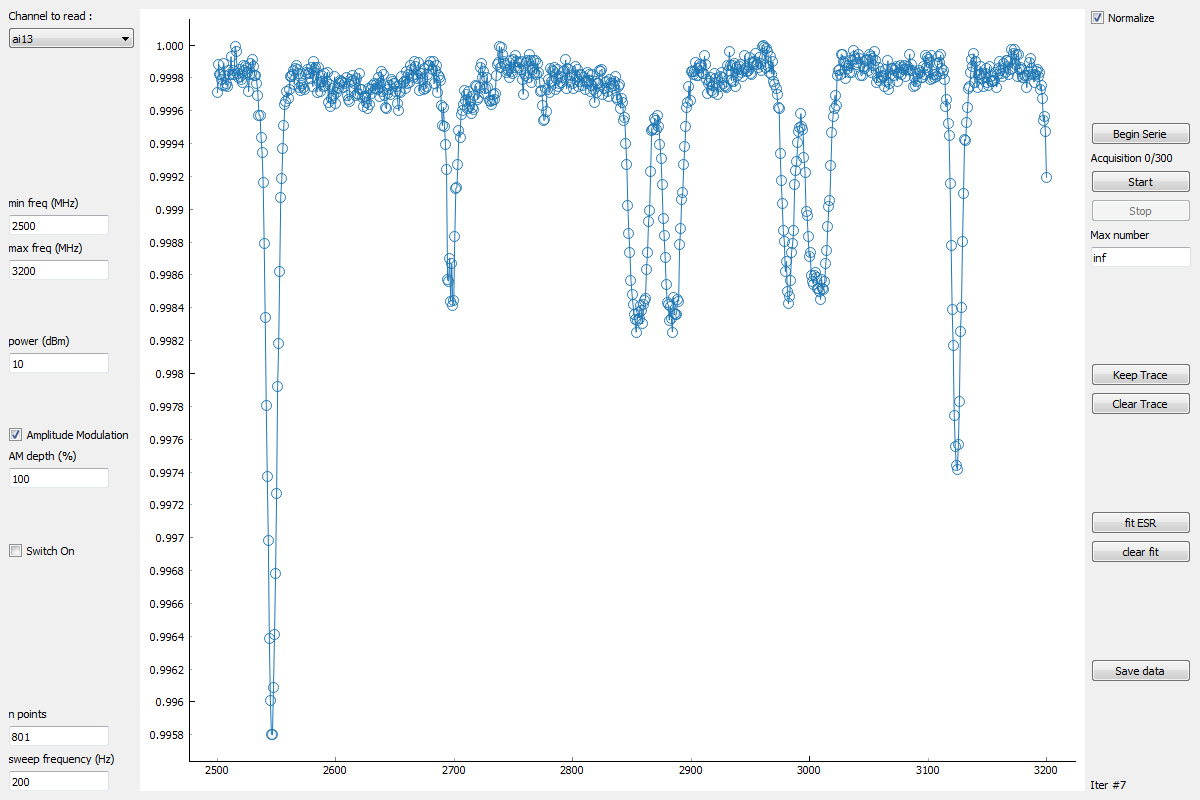 Channel to read :
ai13
min freq (MHz)
2500
max freq (MHz)
3200
power (dBm)
10
Amplitude Modulation
AM depth (%)
100
Switch On
n points
801
sweep frequency (Hz)
200
1.000
0.9998
0.9996
0.9994
0.9992
0.999
0.9988
0.9986
0.9984
0.9982
0.998
0.9978
0.9976
0.9974
0.9972
0.997
0.9968
0.9966
0.9964
0.9962
0.996
0.9958
2500 2600 2700 2800 2900 3000 3100 3200
Normalize
Begin Serie
Acquisition 0/300
Start
Stop
Max number
inf
Keep Trace
Clear Trace
fit ESR
clear fit
Save data
Iter #7